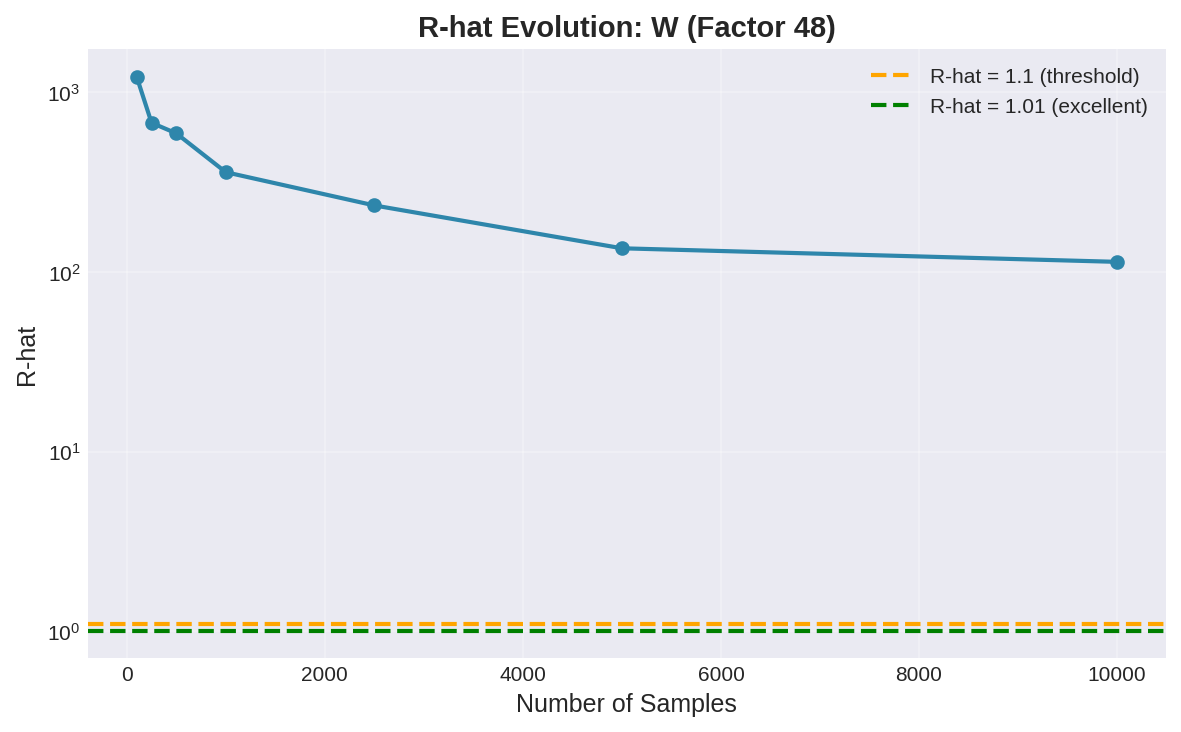 R-hat Evolution: W (Factor 48)
R-hat = 1.1 (threshold)
R-hat = 1.01 (excellent)
10³
10²
10¹
10⁰
R-hat
0 2000 4000 6000 8000 10000
Number of Samples